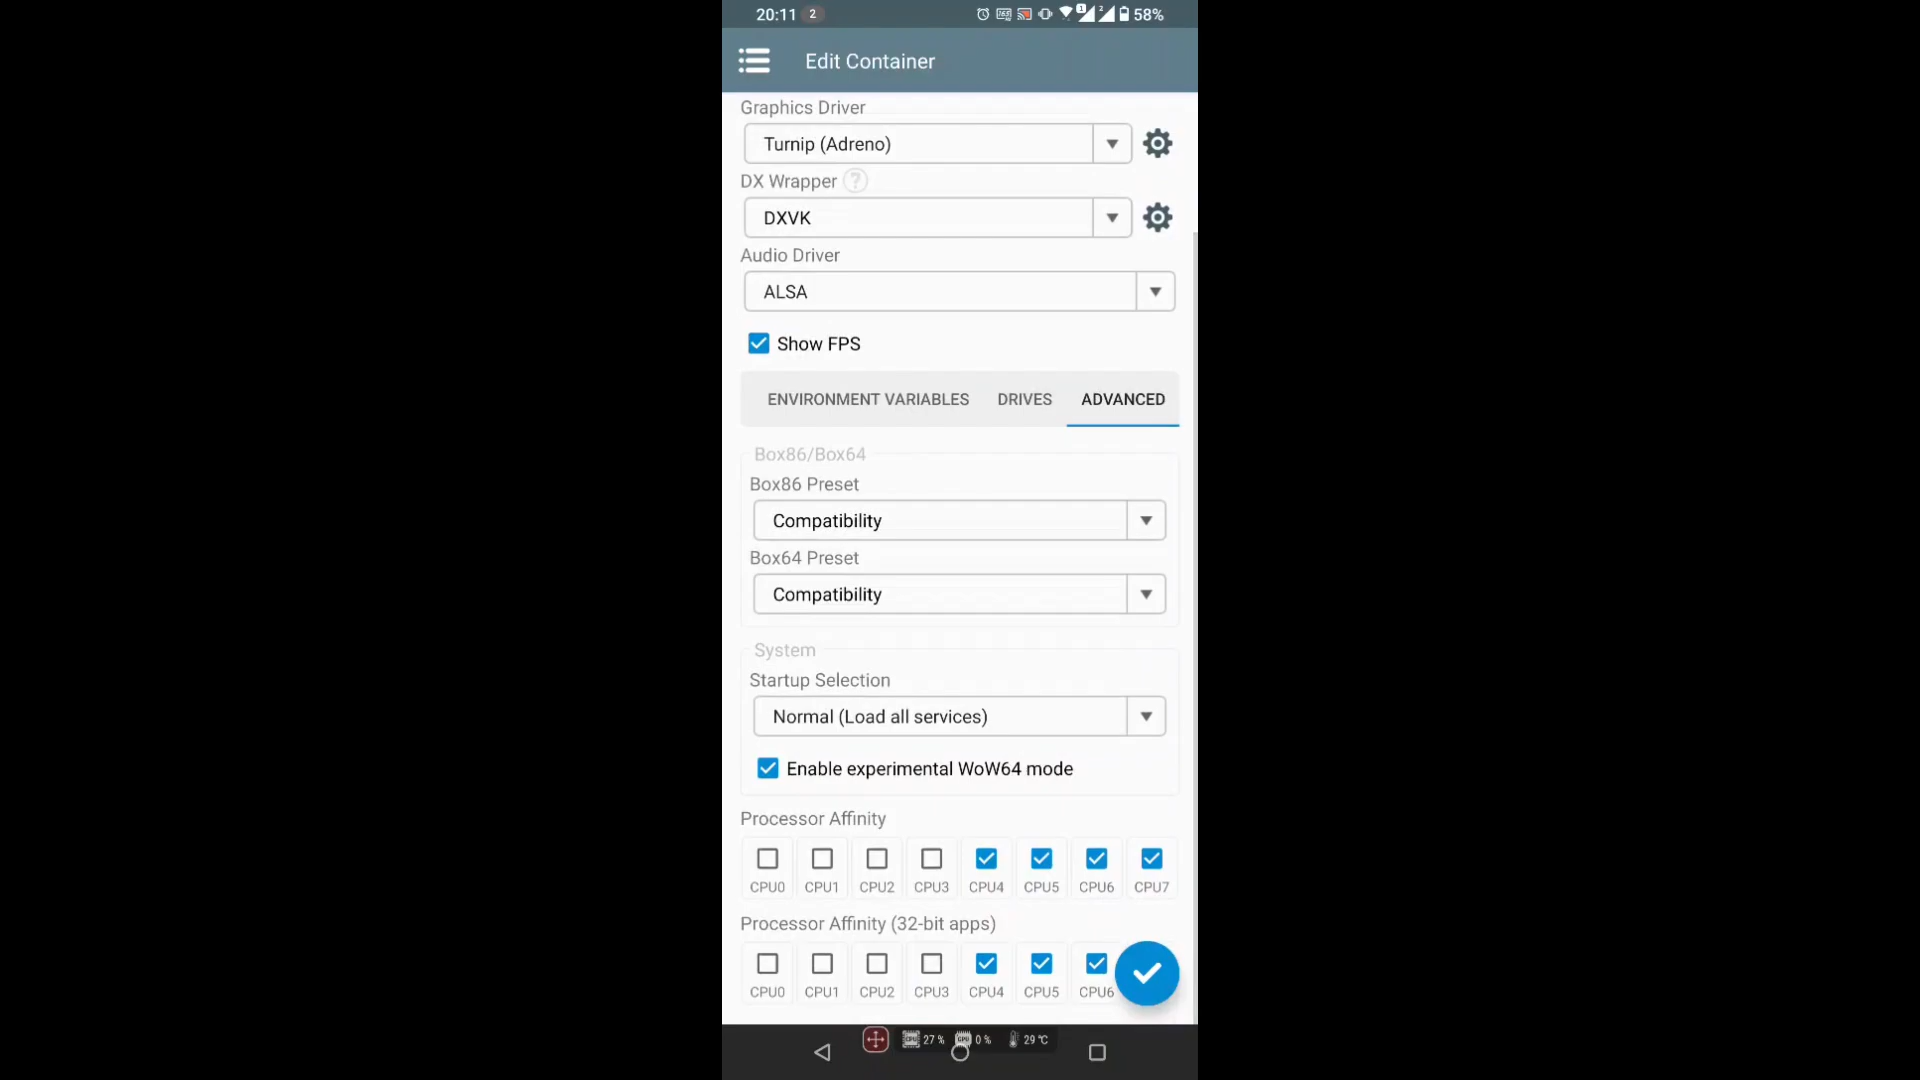 20:11 2 58%
Edit Container
Graphics Driver
Turnip (Adreno)
DX Wrapper ?
DXVK
Audio Driver
ALSA
Show FPS
ENVIRONMENT VARIABLES DRIVES ADVANCED
Box86/Box64
Box86 Preset
Compatibility
Box64 Preset
Compatibility
System
Startup Selection
Normal (Load all services)
Enable experimental WoW64 mode
Processor Affinity
CPU0 CPU1 CPU2 CPU3 CPU4 CPU5 CPU6 CPU7
Processor Affinity (32-bit apps)
CPU0 CPU1 CPU2 CPU3 CPU4 CPU5 CPU6
CPU 27 % GPU 0 % 29 °C